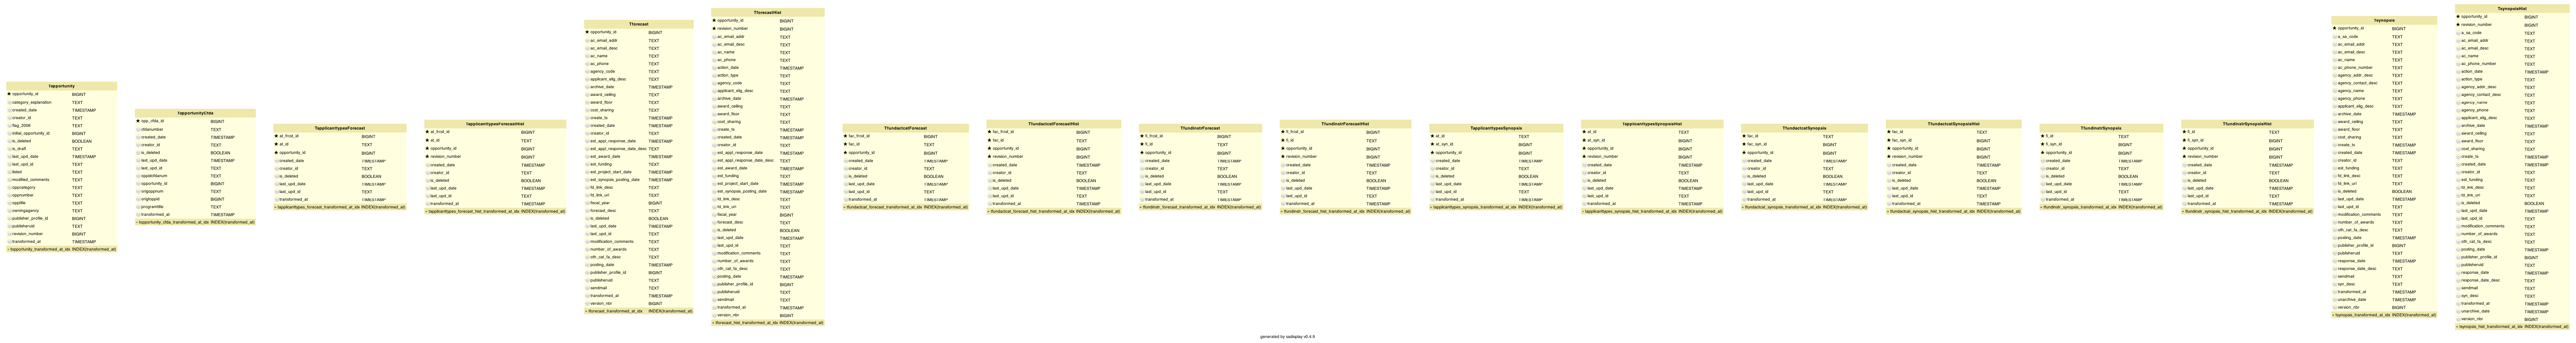 Topportunity
opportunity_id BIGINT
category_explanation TEXT
created_date TIMESTAMP
creator_id TEXT
flag_2006 TEXT
initial_opportunity_id BIGINT
is_deleted BOOLEAN
is_draft TEXT
last_upd_date TIMESTAMP
last_upd_id TEXT
listed TEXT
modified_comments TEXT
oppcategory TEXT
oppnumber TEXT
opptitle TEXT
owningagency TEXT
publisher_profile_id BIGINT
publisheruid TEXT
revision_number BIGINT
transformed_at TIMESTAMP
» topportunity_transformed_at_idx INDEX(transformed_at)
TopportunityCfda
opp_cfda_id BIGINT
cfdanumber TEXT
created_date TIMESTAMP
creator_id TEXT
is_deleted BOOLEAN
last_upd_date TIMESTAMP
last_upd_id TEXT
oppcfdanum TEXT
opportunity_id BIGINT
origoppnum TEXT
origtoppid BIGINT
programtitle TEXT
transformed_at TIMESTAMP
» topportunity_cfda_transformed_at_idx INDEX(transformed_at)
TapplicanttypesForecast
at_frcst_id BIGINT
at_id TEXT
opportunity_id BIGINT
created_date TIMESTAMP
creator_id TEXT
is_deleted BOOLEAN
last_upd_date TIMESTAMP
last_upd_id TEXT
transformed_at TIMESTAMP
» tapplicanttypes_forecast_transformed_at_idx INDEX(transformed_at)
TapplicanttypesForecastHist
at_frcst_id BIGINT
at_id TEXT
opportunity_id BIGINT
revision_number BIGINT
created_date TIMESTAMP
creator_id TEXT
is_deleted BOOLEAN
last_upd_date TIMESTAMP
last_upd_id TEXT
transformed_at TIMESTAMP
» tapplicanttypes_forecast_hist_transformed_at_idx INDEX(transformed_at)
Tforecast
opportunity_id BIGINT
ac_email_addr TEXT
ac_email_desc TEXT
ac_name TEXT
ac_phone TEXT
agency_code TEXT
applicant_elig_desc TEXT
archive_date TIMESTAMP
award_ceiling TEXT
award_floor TEXT
cost_sharing TEXT
create_ts TIMESTAMP
created_date TIMESTAMP
creator_id TEXT
est_appl_response_date TIMESTAMP
est_appl_response_date_desc TEXT
est_award_date TIMESTAMP
est_funding TEXT
est_project_start_date TIMESTAMP
est_synopsis_posting_date TIMESTAMP
fd_link_desc TEXT
fd_link_url TEXT
fiscal_year BIGINT
forecast_desc TEXT
is_deleted BOOLEAN
last_upd_date TIMESTAMP
last_upd_id TEXT
modification_comments TEXT
number_of_awards TEXT
oth_cat_fa_desc TEXT
posting_date TIMESTAMP
publisher_profile_id BIGINT
publisheruid TEXT
sendmail TEXT
transformed_at TIMESTAMP
version_nbr BIGINT
» tforecast_transformed_at_idx INDEX(transformed_at)
TforecastHist
opportunity_id BIGINT
revision_number BIGINT
ac_email_addr TEXT
ac_email_desc TEXT
ac_name TEXT
ac_phone TEXT
action_date TIMESTAMP
action_type TEXT
agency_code TEXT
applicant_elig_desc TEXT
archive_date TIMESTAMP
award_ceiling TEXT
award_floor TEXT
cost_sharing TEXT
create_ts TIMESTAMP
created_date TIMESTAMP
creator_id TEXT
est_appl_response_date TIMESTAMP
est_appl_response_date_desc TEXT
est_award_date TIMESTAMP
est_funding TEXT
est_project_start_date TIMESTAMP
est_synopsis_posting_date TIMESTAMP
fd_link_desc TEXT
fd_link_url TEXT
fiscal_year BIGINT
forecast_desc TEXT
is_deleted BOOLEAN
last_upd_date TIMESTAMP
last_upd_id TEXT
modification_comments TEXT
number_of_awards TEXT
oth_cat_fa_desc TEXT
posting_date TIMESTAMP
publisher_profile_id BIGINT
publisheruid TEXT
sendmail TEXT
transformed_at TIMESTAMP
version_nbr BIGINT
» tforecast_hist_transformed_at_idx INDEX(transformed_at)
TfundactcatForecast
fac_frcst_id BIGINT
fac_id TEXT
opportunity_id BIGINT
created_date TIMESTAMP
creator_id TEXT
is_deleted BOOLEAN
last_upd_date TIMESTAMP
last_upd_id TEXT
transformed_at TIMESTAMP
» tfundactcat_forecast_transformed_at_idx INDEX(transformed_at)
TfundactcatForecastHist
fac_frcst_id BIGINT
fac_id TEXT
opportunity_id BIGINT
revision_number BIGINT
created_date TIMESTAMP
creator_id TEXT
is_deleted BOOLEAN
last_upd_date TIMESTAMP
last_upd_id TEXT
transformed_at TIMESTAMP
» tfundactcat_forecast_hist_transformed_at_idx INDEX(transformed_at)
TfundinstrForecast
fi_frcst_id BIGINT
fi_id TEXT
opportunity_id BIGINT
created_date TIMESTAMP
creator_id TEXT
is_deleted BOOLEAN
last_upd_date TIMESTAMP
last_upd_id TEXT
transformed_at TIMESTAMP
» tfundinstr_forecast_transformed_at_idx INDEX(transformed_at)
TfundinstrForecastHist
fi_frcst_id BIGINT
fi_id TEXT
opportunity_id BIGINT
revision_number BIGINT
created_date TIMESTAMP
creator_id TEXT
is_deleted BOOLEAN
last_upd_date TIMESTAMP
last_upd_id TEXT
transformed_at TIMESTAMP
» tfundinstr_forecast_hist_transformed_at_idx INDEX(transformed_at)
TapplicanttypesSynopsis
at_id TEXT
at_syn_id BIGINT
opportunity_id BIGINT
created_date TIMESTAMP
creator_id TEXT
is_deleted BOOLEAN
last_upd_date TIMESTAMP
last_upd_id TEXT
transformed_at TIMESTAMP
» tapplicanttypes_synopsis_transformed_at_idx INDEX(transformed_at)
TapplicanttypesSynopsisHist
at_id TEXT
at_syn_id BIGINT
opportunity_id BIGINT
revision_number BIGINT
created_date TIMESTAMP
creator_id TEXT
is_deleted BOOLEAN
last_upd_date TIMESTAMP
last_upd_id TEXT
transformed_at TIMESTAMP
» tapplicanttypes_synopsis_hist_transformed_at_idx INDEX(transformed_at)
TfundactcatSynopsis
fac_id TEXT
fac_syn_id BIGINT
opportunity_id BIGINT
created_date TIMESTAMP
creator_id TEXT
is_deleted BOOLEAN
last_upd_date TIMESTAMP
last_upd_id TEXT
transformed_at TIMESTAMP
» tfundactcat_synopsis_transformed_at_idx INDEX(transformed_at)
TfundactcatSynopsisHist
fac_id TEXT
fac_syn_id BIGINT
opportunity_id BIGINT
revision_number BIGINT
created_date TIMESTAMP
creator_id TEXT
is_deleted BOOLEAN
last_upd_date TIMESTAMP
last_upd_id TEXT
transformed_at TIMESTAMP
» tfundactcat_synopsis_hist_transformed_at_idx INDEX(transformed_at)
TfundinstrSynopsis
fi_id TEXT
fi_syn_id BIGINT
opportunity_id BIGINT
created_date TIMESTAMP
creator_id TEXT
is_deleted BOOLEAN
last_upd_date TIMESTAMP
last_upd_id TEXT
transformed_at TIMESTAMP
» tfundinstr_synopsis_transformed_at_idx INDEX(transformed_at)
TfundinstrSynopsisHist
fi_id TEXT
fi_syn_id BIGINT
opportunity_id BIGINT
revision_number BIGINT
created_date TIMESTAMP
creator_id TEXT
is_deleted BOOLEAN
last_upd_date TIMESTAMP
last_upd_id TEXT
transformed_at TIMESTAMP
» tfundinstr_synopsis_hist_transformed_at_idx INDEX(transformed_at)
Tsynopsis
opportunity_id BIGINT
a_sa_code TEXT
ac_email_addr TEXT
ac_email_desc TEXT
ac_name TEXT
ac_phone_number TEXT
agency_addr_desc TEXT
agency_contact_desc TEXT
agency_name TEXT
agency_phone TEXT
applicant_elig_desc TEXT
archive_date TIMESTAMP
award_ceiling TEXT
award_floor TEXT
cost_sharing TEXT
create_ts TIMESTAMP
created_date TIMESTAMP
creator_id TEXT
est_funding TEXT
fd_link_desc TEXT
fd_link_url TEXT
is_deleted BOOLEAN
last_upd_date TIMESTAMP
last_upd_id TEXT
modification_comments TEXT
number_of_awards TEXT
oth_cat_fa_desc TEXT
posting_date TIMESTAMP
publisher_profile_id BIGINT
publisheruid TEXT
response_date TIMESTAMP
response_date_desc TEXT
sendmail TEXT
syn_desc TEXT
transformed_at TIMESTAMP
unarchive_date TIMESTAMP
version_nbr BIGINT
» tsynopsis_transformed_at_idx INDEX(transformed_at)
TsynopsisHist
opportunity_id BIGINT
revision_number BIGINT
a_sa_code TEXT
ac_email_addr TEXT
ac_email_desc TEXT
ac_name TEXT
ac_phone_number TEXT
action_date TIMESTAMP
action_type TEXT
agency_addr_desc TEXT
agency_contact_desc TEXT
agency_name TEXT
agency_phone TEXT
applicant_elig_desc TEXT
archive_date TIMESTAMP
award_ceiling TEXT
award_floor TEXT
cost_sharing TEXT
create_ts TIMESTAMP
created_date TIMESTAMP
creator_id TEXT
est_funding TEXT
fd_link_desc TEXT
fd_link_url TEXT
is_deleted BOOLEAN
last_upd_date TIMESTAMP
last_upd_id TEXT
modification_comments TEXT
number_of_awards TEXT
oth_cat_fa_desc TEXT
posting_date TIMESTAMP
publisher_profile_id BIGINT
publisheruid TEXT
response_date TIMESTAMP
response_date_desc TEXT
sendmail TEXT
syn_desc TEXT
transformed_at TIMESTAMP
unarchive_date TIMESTAMP
version_nbr BIGINT
» tsynopsis_hist_transformed_at_idx INDEX(transformed_at)
generated by sadisplay v0.4.9